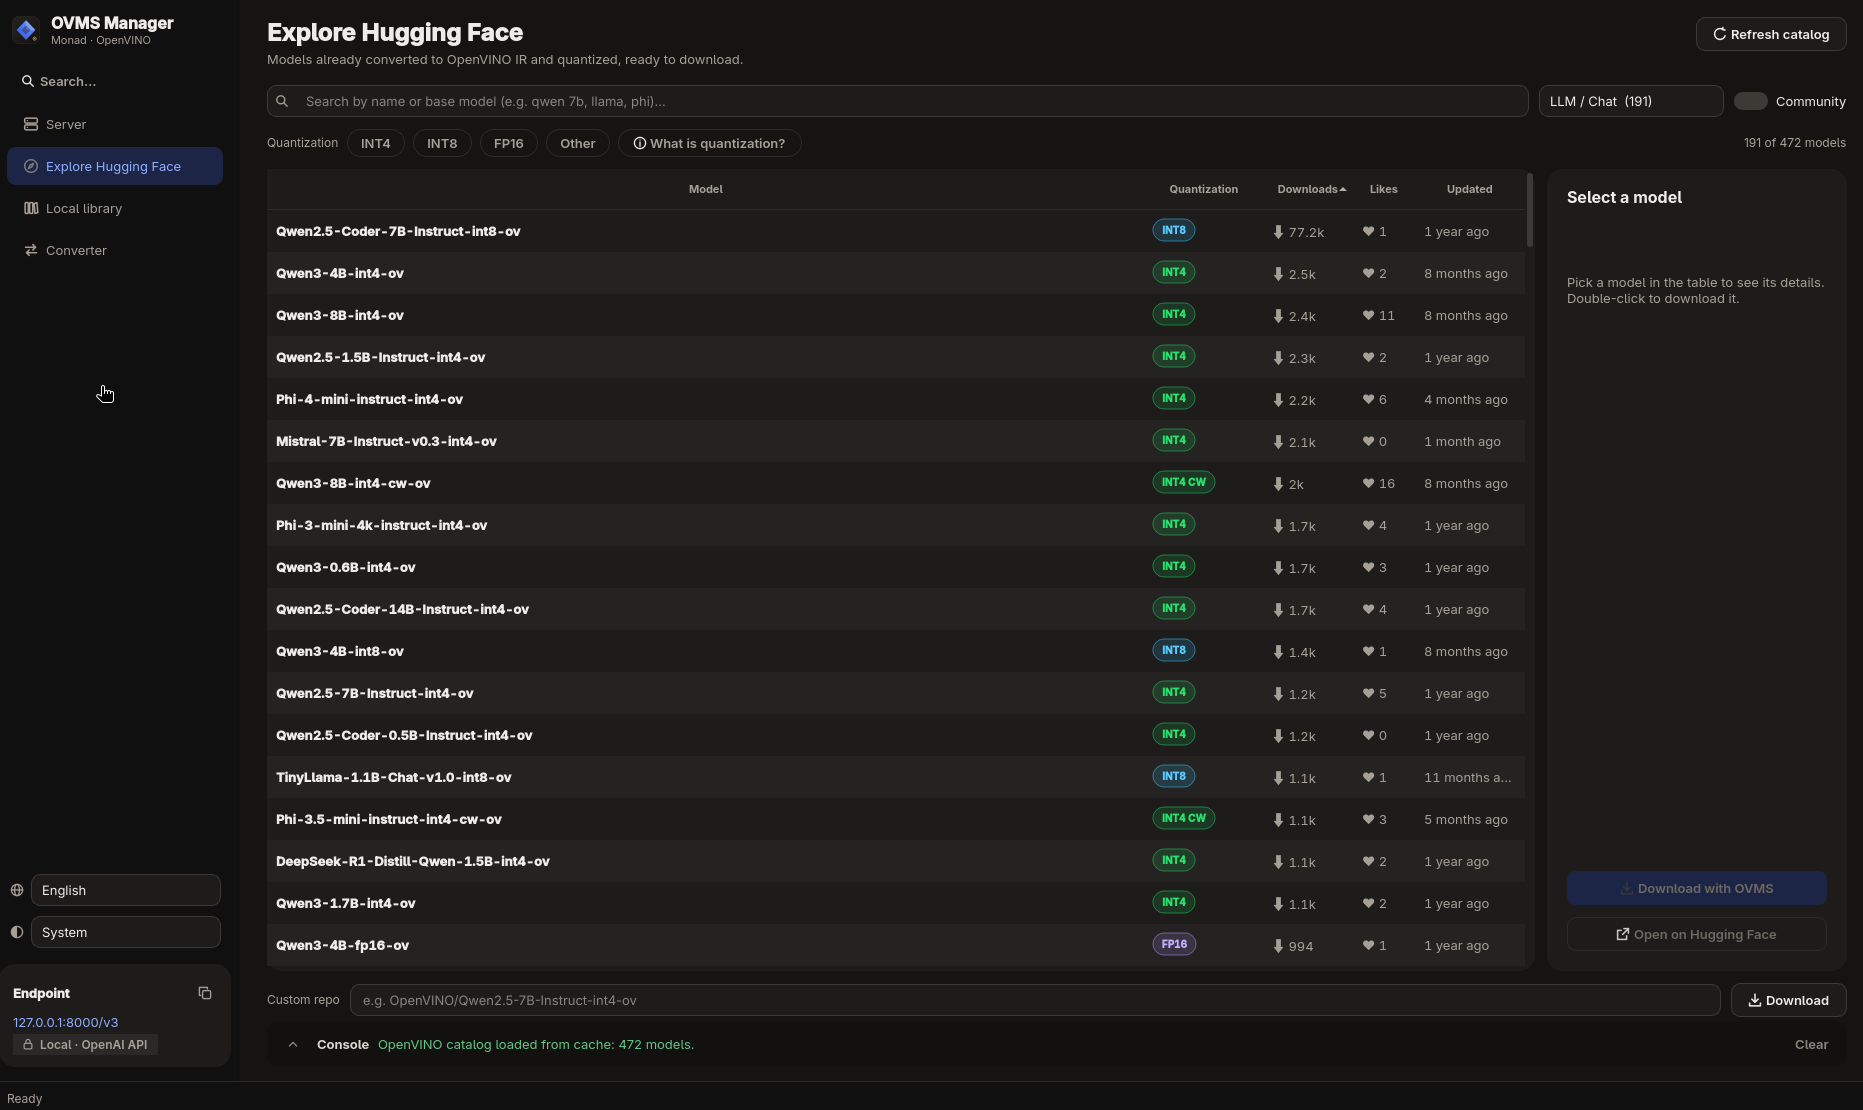 OVMS Manager
Monad · OpenVINO
Search...
Server
Explore Hugging Face
Local library
Converter
English
System
Endpoint
127.0.0.1:8000/v3
Local · OpenAI API
Ready
Explore Hugging Face
Models already converted to OpenVINO IR and quantized, ready to download.
Refresh catalog
Search by name or base model (e.g. qwen 7b, llama, phi)...
LLM / Chat (191)
Community
Quantization INT4 INT8 FP16 Other What is quantization?
191 of 472 models
Model Quantization Downloads Likes Updated
Qwen2.5-Coder-7B-Instruct-int8-ov INT8 77.2k 1 1 year ago
Qwen3-4B-int4-ov INT4 2.5k 2 8 months ago
Qwen3-8B-int4-ov INT4 2.4k 11 8 months ago
Qwen2.5-1.5B-Instruct-int4-ov INT4 2.3k 2 1 year ago
Phi-4-mini-instruct-int4-ov INT4 2.2k 6 4 months ago
Mistral-7B-Instruct-v0.3-int4-ov INT4 2.1k 0 1 month ago
Qwen3-8B-int4-cw-ov INT4 CW 2k 16 8 months ago
Phi-3-mini-4k-instruct-int4-ov INT4 1.7k 4 1 year ago
Qwen3-0.6B-int4-ov INT4 1.7k 3 1 year ago
Qwen2.5-Coder-14B-Instruct-int4-ov INT4 1.7k 4 1 year ago
Qwen3-4B-int8-ov INT8 1.4k 1 8 months ago
Qwen2.5-7B-Instruct-int4-ov INT4 1.2k 5 1 year ago
Qwen2.5-Coder-0.5B-Instruct-int4-ov INT4 1.2k 0 1 year ago
TinyLlama-1.1B-Chat-v1.0-int8-ov INT8 1.1k 1 11 months a...
Phi-3.5-mini-instruct-int4-cw-ov INT4 CW 1.1k 3 5 months ago
DeepSeek-R1-Distill-Qwen-1.5B-int4-ov INT4 1.1k 2 1 year ago
Qwen3-1.7B-int4-ov INT4 1.1k 2 1 year ago
Qwen3-4B-fp16-ov FP16 994 1 1 year ago
Select a model
Pick a model in the table to see its details.
Double-click to download it.
Download with OVMS
Open on Hugging Face
Custom repo e.g. OpenVINO/Qwen2.5-7B-Instruct-int4-ov Download
Console OpenVINO catalog loaded from cache: 472 models. Clear